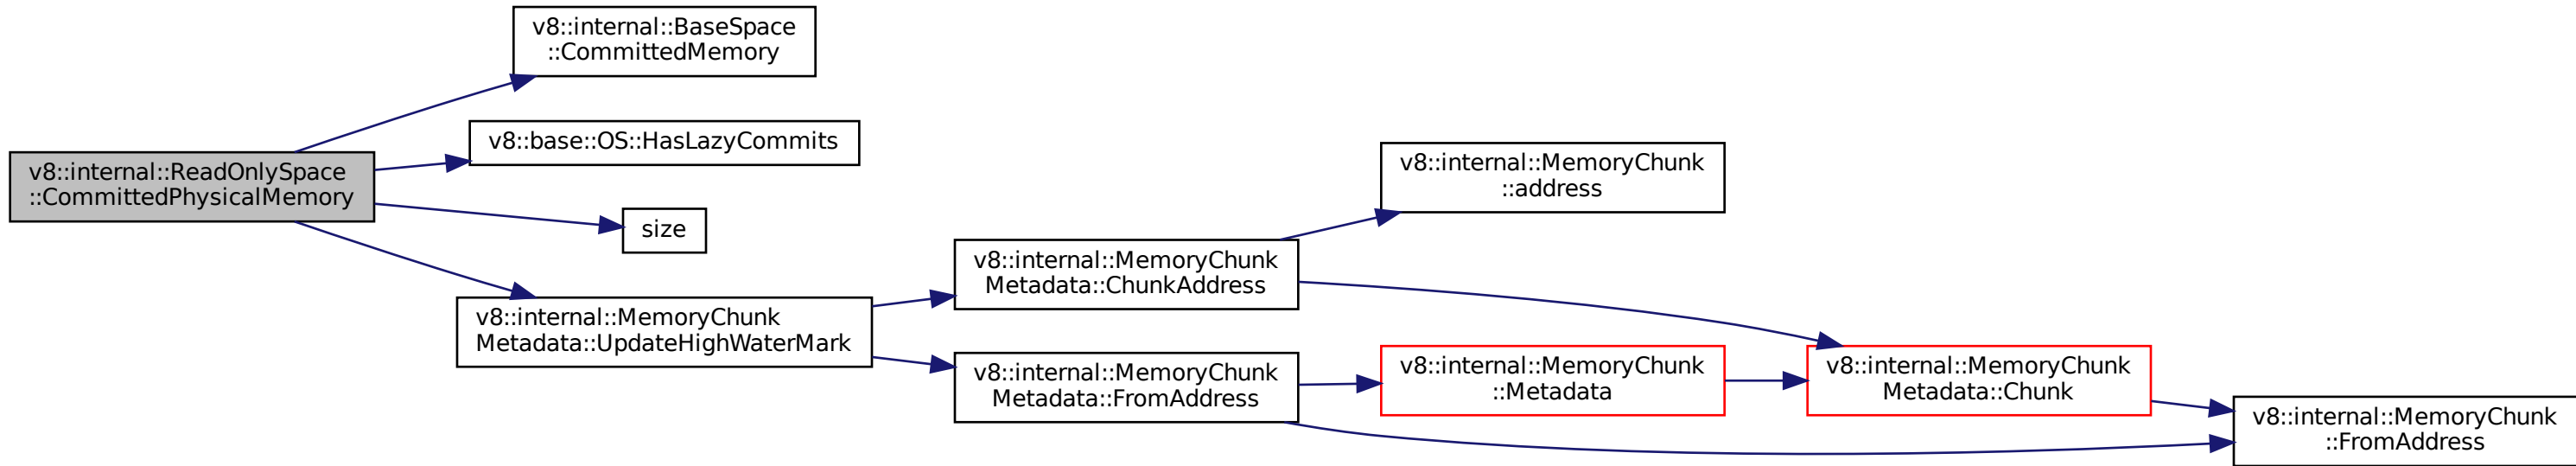 v8::internal::BaseSpace
::CommittedMemory
v8::base::OS::HasLazyCommits
v8::internal::ReadOnlySpace
::CommittedPhysicalMemory
size
v8::internal::MemoryChunk
Metadata::UpdateHighWaterMark
v8::internal::MemoryChunk
Metadata::ChunkAddress
v8::internal::MemoryChunk
::address
v8::internal::MemoryChunk
Metadata::FromAddress
v8::internal::MemoryChunk
::Metadata
v8::internal::MemoryChunk
Metadata::Chunk
v8::internal::MemoryChunk
::FromAddress